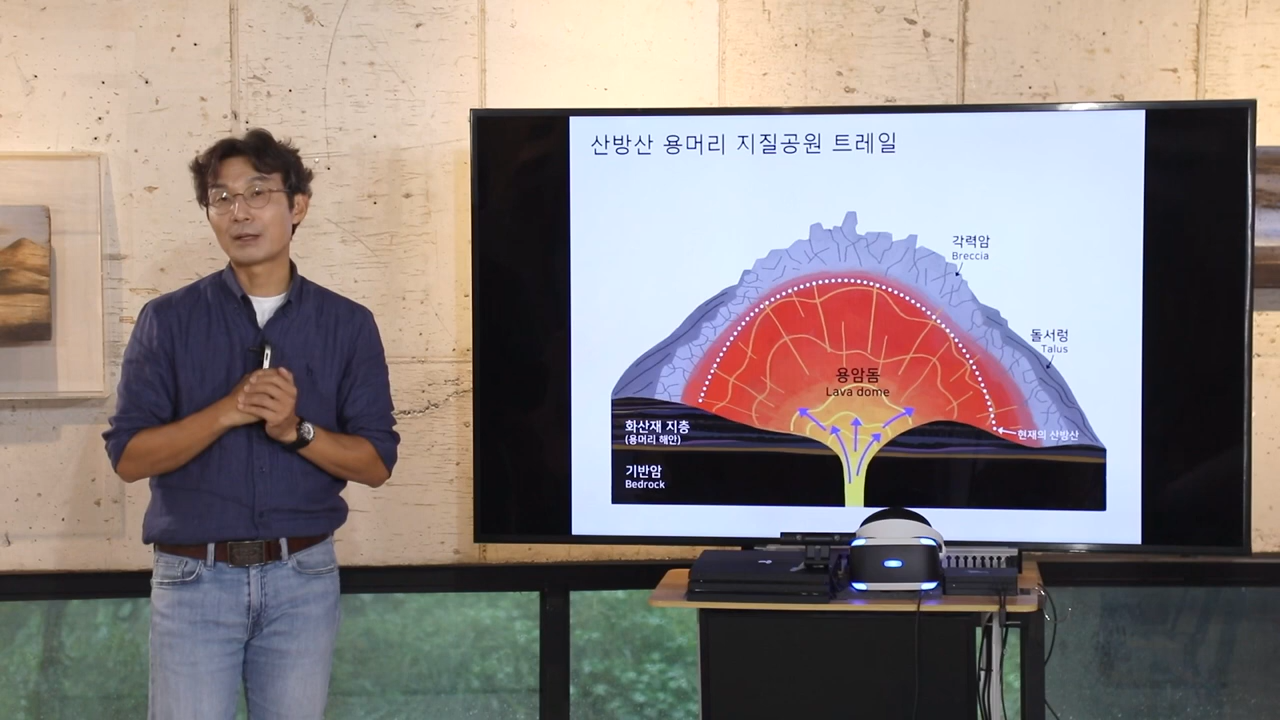 산방산 용머리 지질공원 트레일
각력암
Breccia
돌서렁
Talus
용암돔
Lava dome
화산재 지층
(용머리 해안)
현재의 산방산
기반암
Bedrock